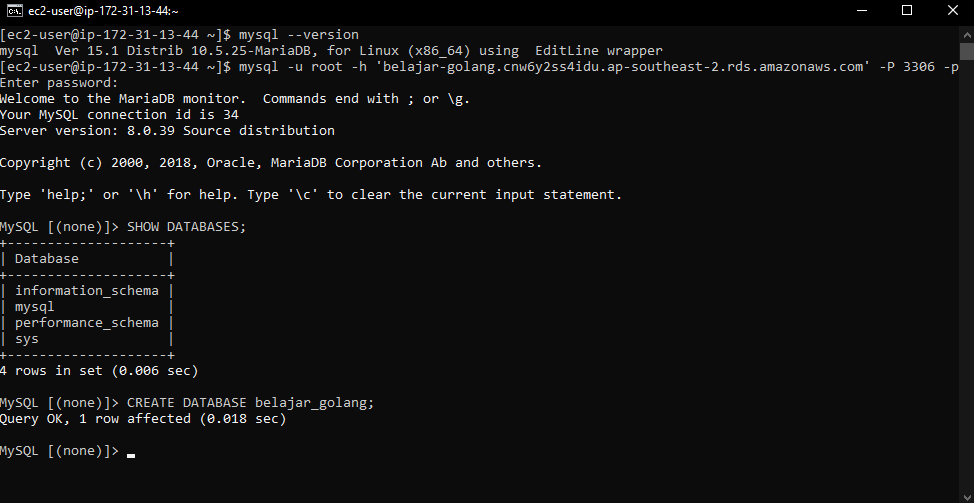 ec2-user@ip-172-31-13-44:~
[ec2-user@ip-172-31-13-44 ~]$ mysql --version
mysql  Ver 15.1 Distrib 10.5.25-MariaDB, for Linux (x86_64) using  EditLine wrapper
[ec2-user@ip-172-31-13-44 ~]$ mysql -u root -h 'belajar-golang.cnw6y2ss4idu.ap-southeast-2.rds.amazonaws.com' -P 3306 -p
Enter password:
Welcome to the MariaDB monitor.  Commands end with ; or \g.
Your MySQL connection id is 34
Server version: 8.0.39 Source distribution

Copyright (c) 2000, 2018, Oracle, MariaDB Corporation Ab and others.

Type 'help;' or '\h' for help. Type '\c' to clear the current input statement.

MySQL [(none)]> SHOW DATABASES;
+--------------------+
| Database           |
+--------------------+
| information_schema |
| mysql              |
| performance_schema |
| sys                |
+--------------------+
4 rows in set (0.006 sec)

MySQL [(none)]> CREATE DATABASE belajar_golang;
Query OK, 1 row affected (0.018 sec)

MySQL [(none)]>